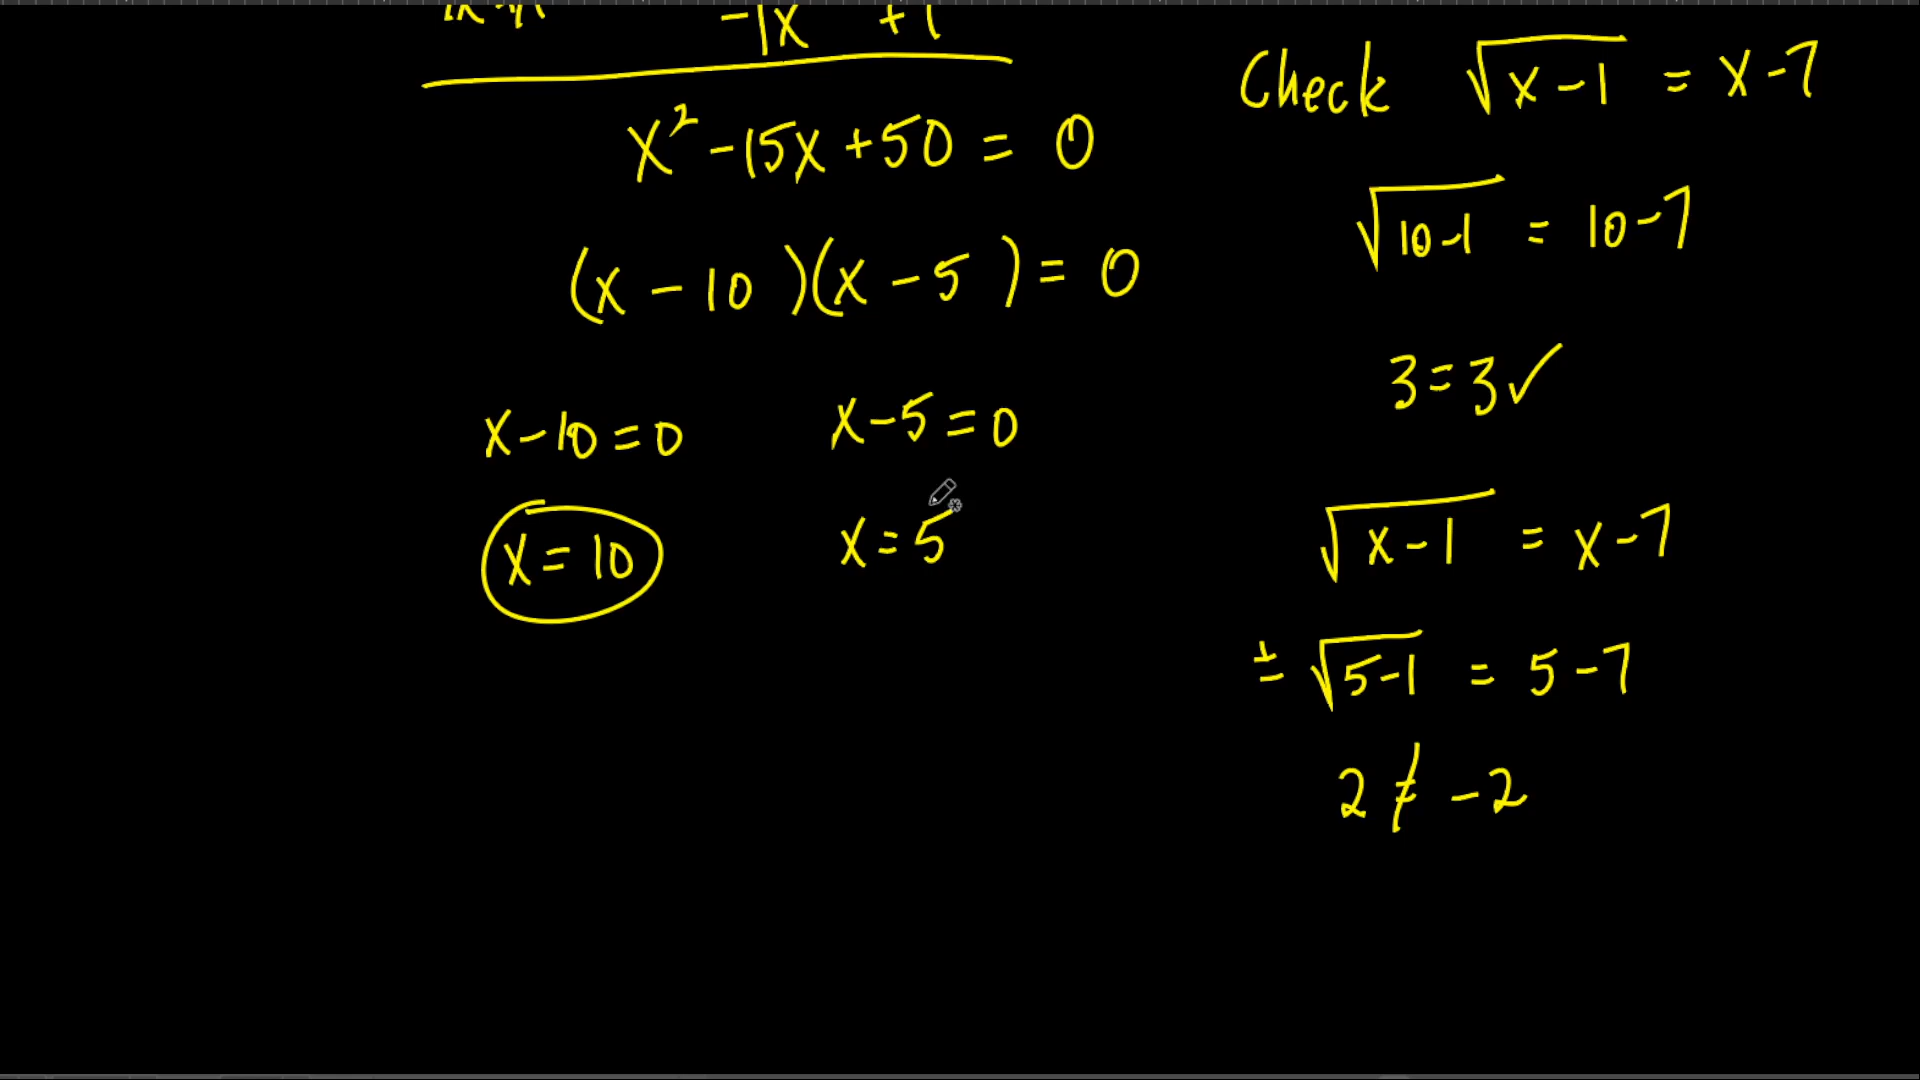 -1x +1
x² -15x +50 = 0
(x - 10)(x - 5) = 0
x-10=0 x-5=0
x=10 x=5
Check √(x-1) = x-7
√(10-1) = 10-7
3=3✓
√(x-1) = x-7
± √(5-1) = 5-7
2 ≠ -2